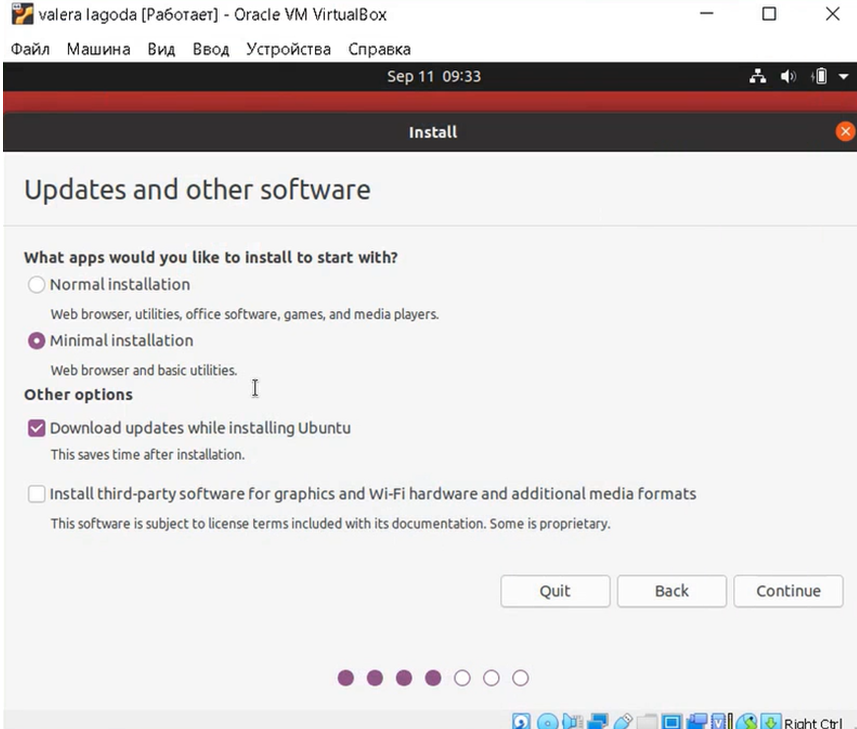 valera lagoda [Работает] - Oracle VM VirtualBox
Файл Машина Вид Ввод Устройства Справка
Sep 11 09:33
Install
Updates and other software
What apps would you like to install to start with?
Normal installation
Web browser, utilities, office software, games, and media players.
Minimal installation
Web browser and basic utilities.
Other options
Download updates while installing Ubuntu
This saves time after installation.
Install third-party software for graphics and Wi-Fi hardware and additional media formats
This software is subject to license terms included with its documentation. Some is proprietary.
Quit Back Continue
Right Ctrl